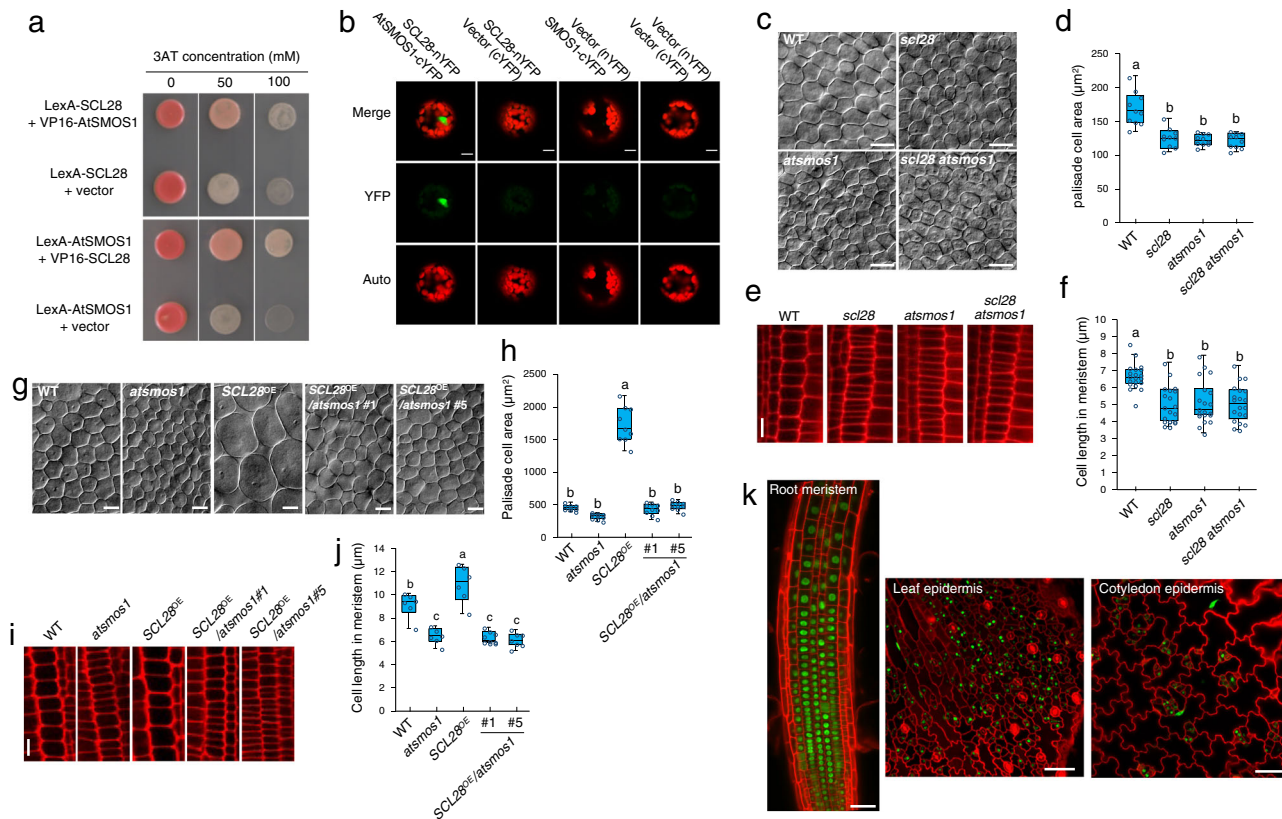 a
3AT concentration (mM)
0 50 100
LexA-SCL28
+ VP16-AtSMOS1
LexA-SCL28
+ vector
LexA-AtSMOS1
+ VP16-SCL28
LexA-AtSMOS1
+ vector
b
SCL28-nYFP
AtSMOS1-cYFP
SCL28-nYFP
Vector (cYFP)
Vector (nYFP)
SMOS1-cYFP
Vector (nYFP)
Vector (cYFP)
Merge
YFP
Auto
c
WT
scl28
atsmos1
scl28 atsmos1
d
palisade cell area (µm²)
250
200
150
100
50
0
a
b
b
b
WT
scl28
atsmos1
scl28 atsmos1
e
WT
scl28
atsmos1
scl28
atsmos1
f
Cell length in meristem (µm)
10
9
8
7
6
5
4
3
2
1
0
a
b
b
b
WT
scl28
atsmos1
scl28 atsmos1
g
WT
atsmos1
SCL28OE
SCL28OE
/atsmos1 #1
SCL28OE
/atsmos1 #5
h
Palisade cell area (µm²)
2500
2000
1500
1000
500
0
b
b
a
b
b
WT
atsmos1
SCL28OE
#1 #5
SCL28OE/atsmos1
i
WT
atsmos1
SCL28OE
SCL28OE
/atsmos1#1
SCL28OE
/atsmos1#5
j
Cell length in meristem (µm)
14
12
10
8
6
4
2
0
b
c
a
c
c
WT
atsmos1
SCL28OE
#1 #5
SCL28OE/atsmos1
k
Root meristem
Leaf epidermis
Cotyledon epidermis